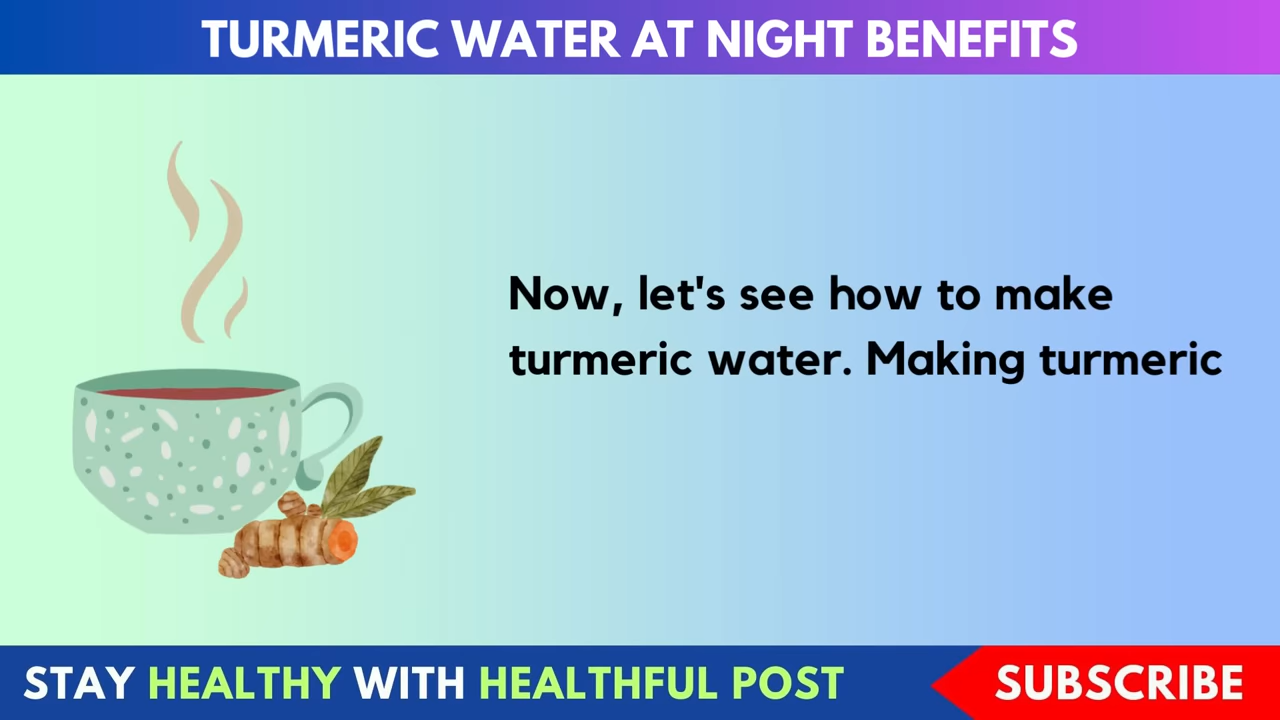 TURMERIC WATER AT NIGHT BENEFITS
Now, let's see how to make
turmeric water. Making turmeric
STAY HEALTHY WITH HEALTHFUL POST
SUBSCRIBE